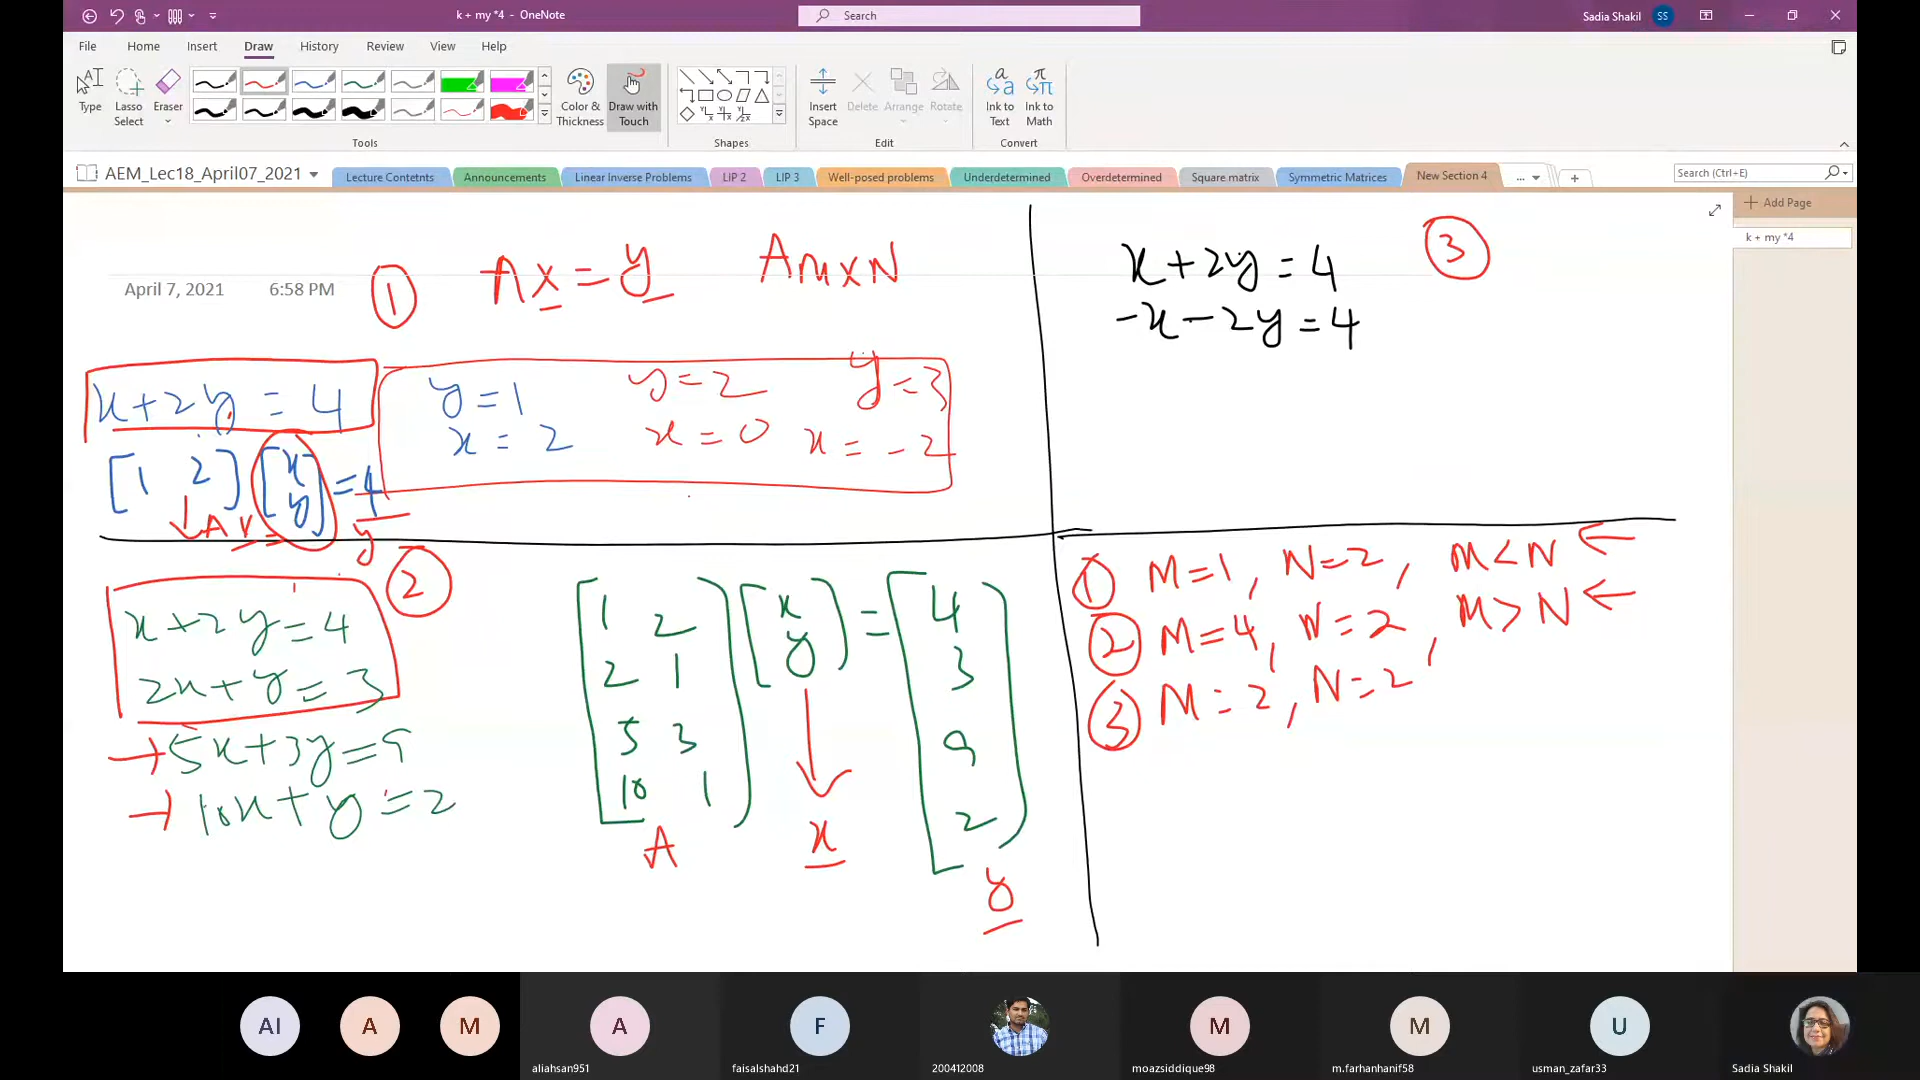 k + my *4 - OneNote
Search
Sadia Shakil SS
File Home Insert Draw History Review View Help
Type
Lasso Select
Eraser
Color & Thickness
Draw with Touch
Insert Space
Delete
Arrange
Rotate
Ink to Text
Ink to Math
Tools
Shapes
Edit
Convert
AEM_Lec18_April07_2021
Lecture Contetnts
Announcements
Linear Inverse Problems
LIP 2
LIP 3
Well-posed problems
Underdetermined
Overdetermined
Square matrix
Symmetric Matrices
New Section 4
...
Search (Ctrl+E)
Add Page
k + my *4
April 7, 2021 6:58 PM
① Ax = y A MXN
x+2y = 4
y=1 y=2 y=3
x = 2 x = 0 x = -2
[1 2] [x y] = 4
A x y
②
x+2y=4
2x+y=3
→ 5x+3y=9
→ 10x+y=2
[1 2 [x = [4
2 1 y] 3
5 3 9
10 1] 2]
A x y
x+2y=4 ③
-x-2y=4
① M=1, N=2, M<N ←
② M=4, N=2, M>N ←
③ M=2, N=2
AI A M A F M M U
aliahsan951
faisalshahd21
200412008
moazsiddique98
m.farhanhanif58
usman_zafar33
Sadia Shakil